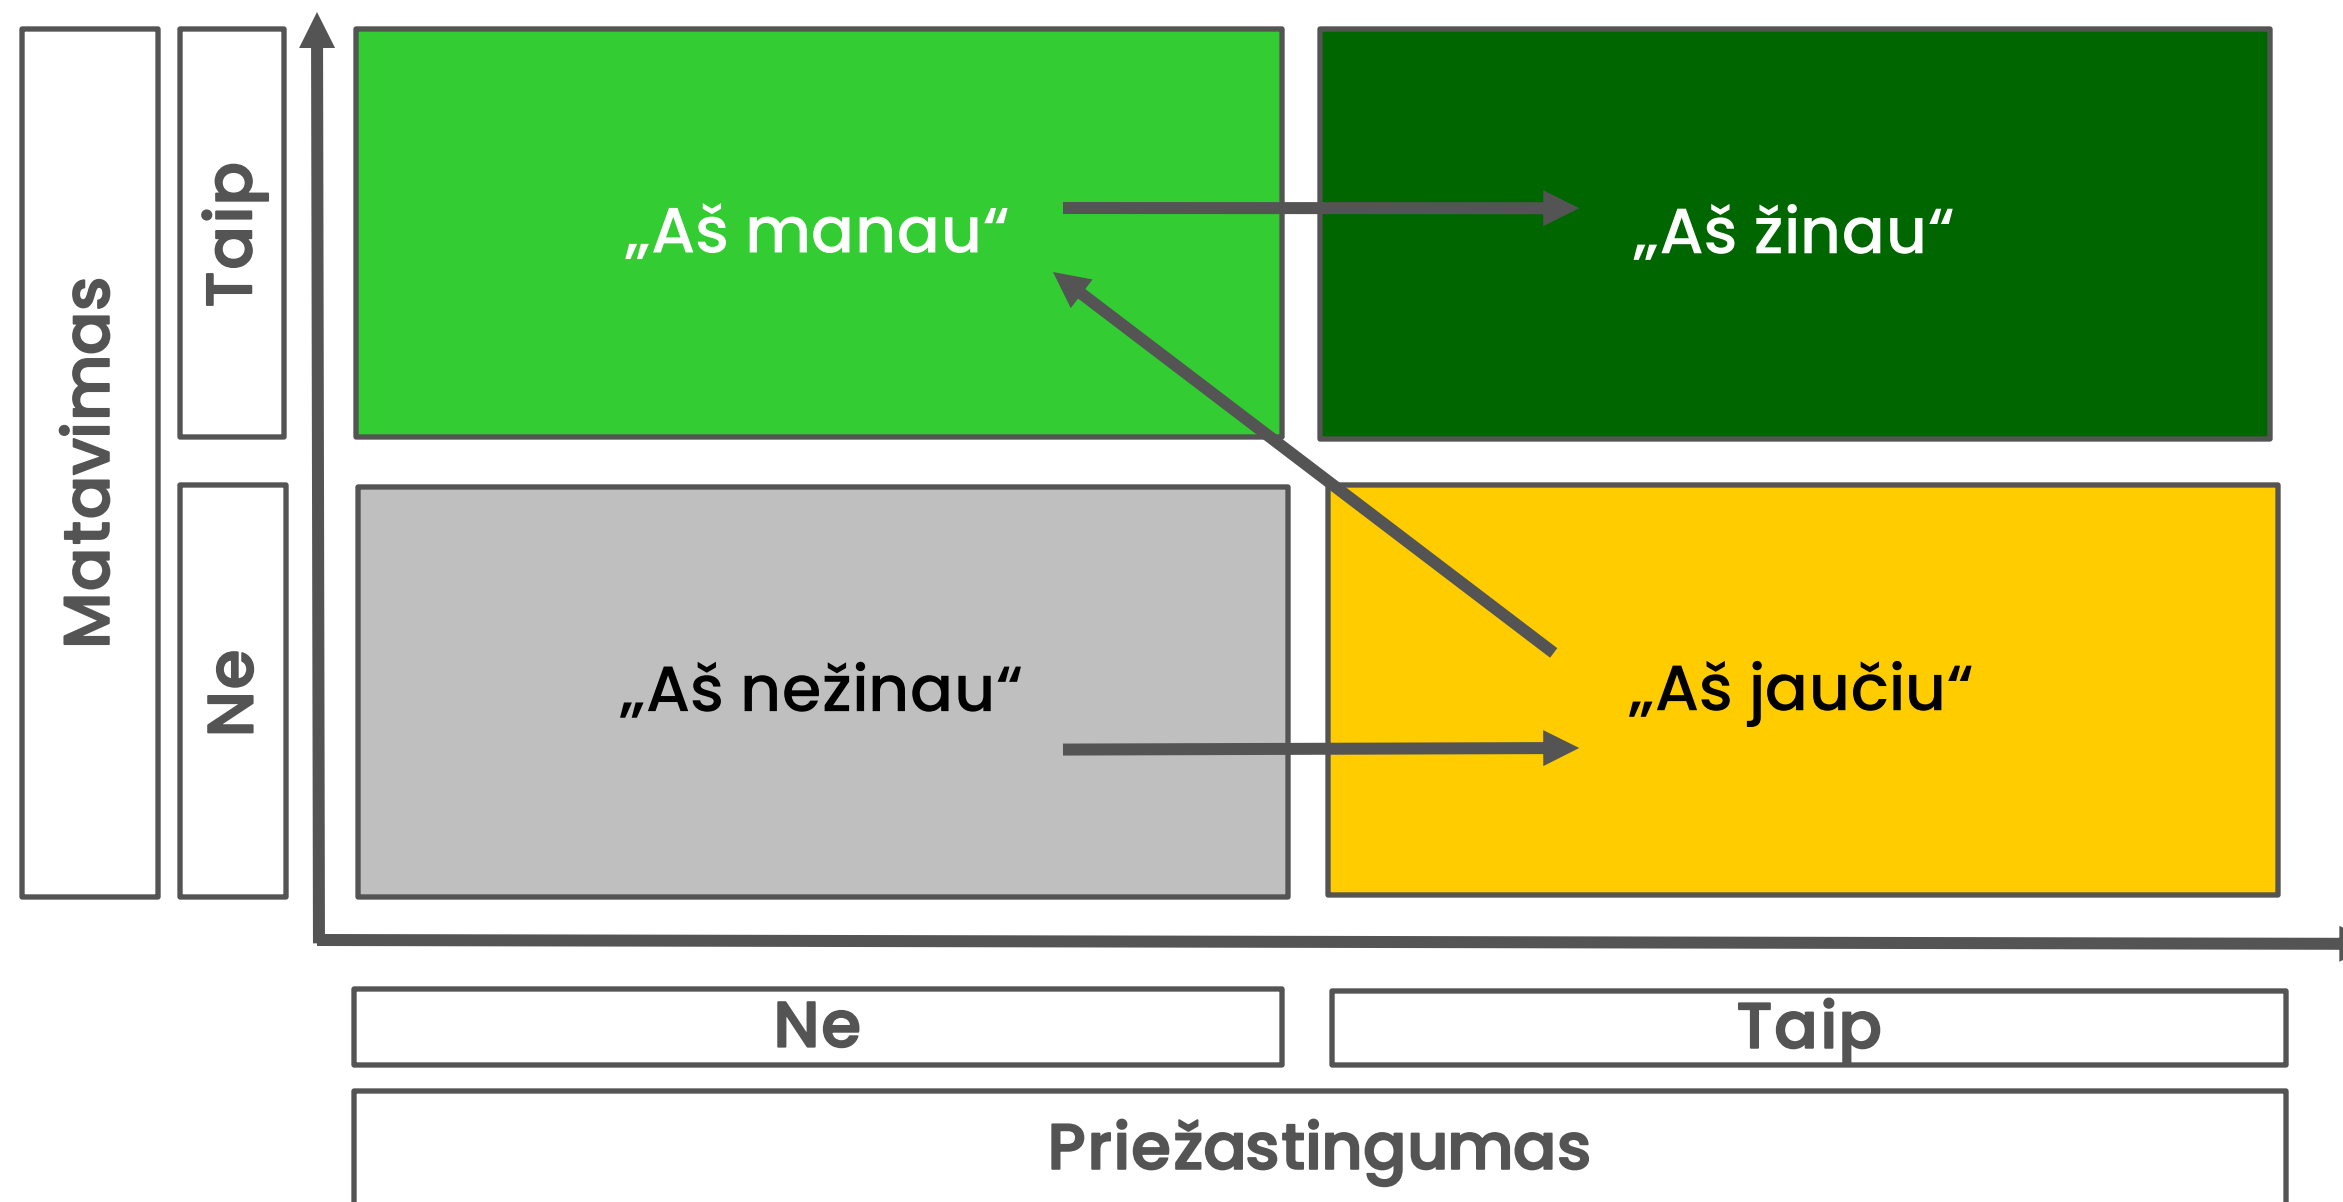 Matavimas
Taip
„Aš manau“
„Aš žinau“
Ne
„Aš nežinau“
„Aš jaučiu“
Ne
Taip
Priežastingumas